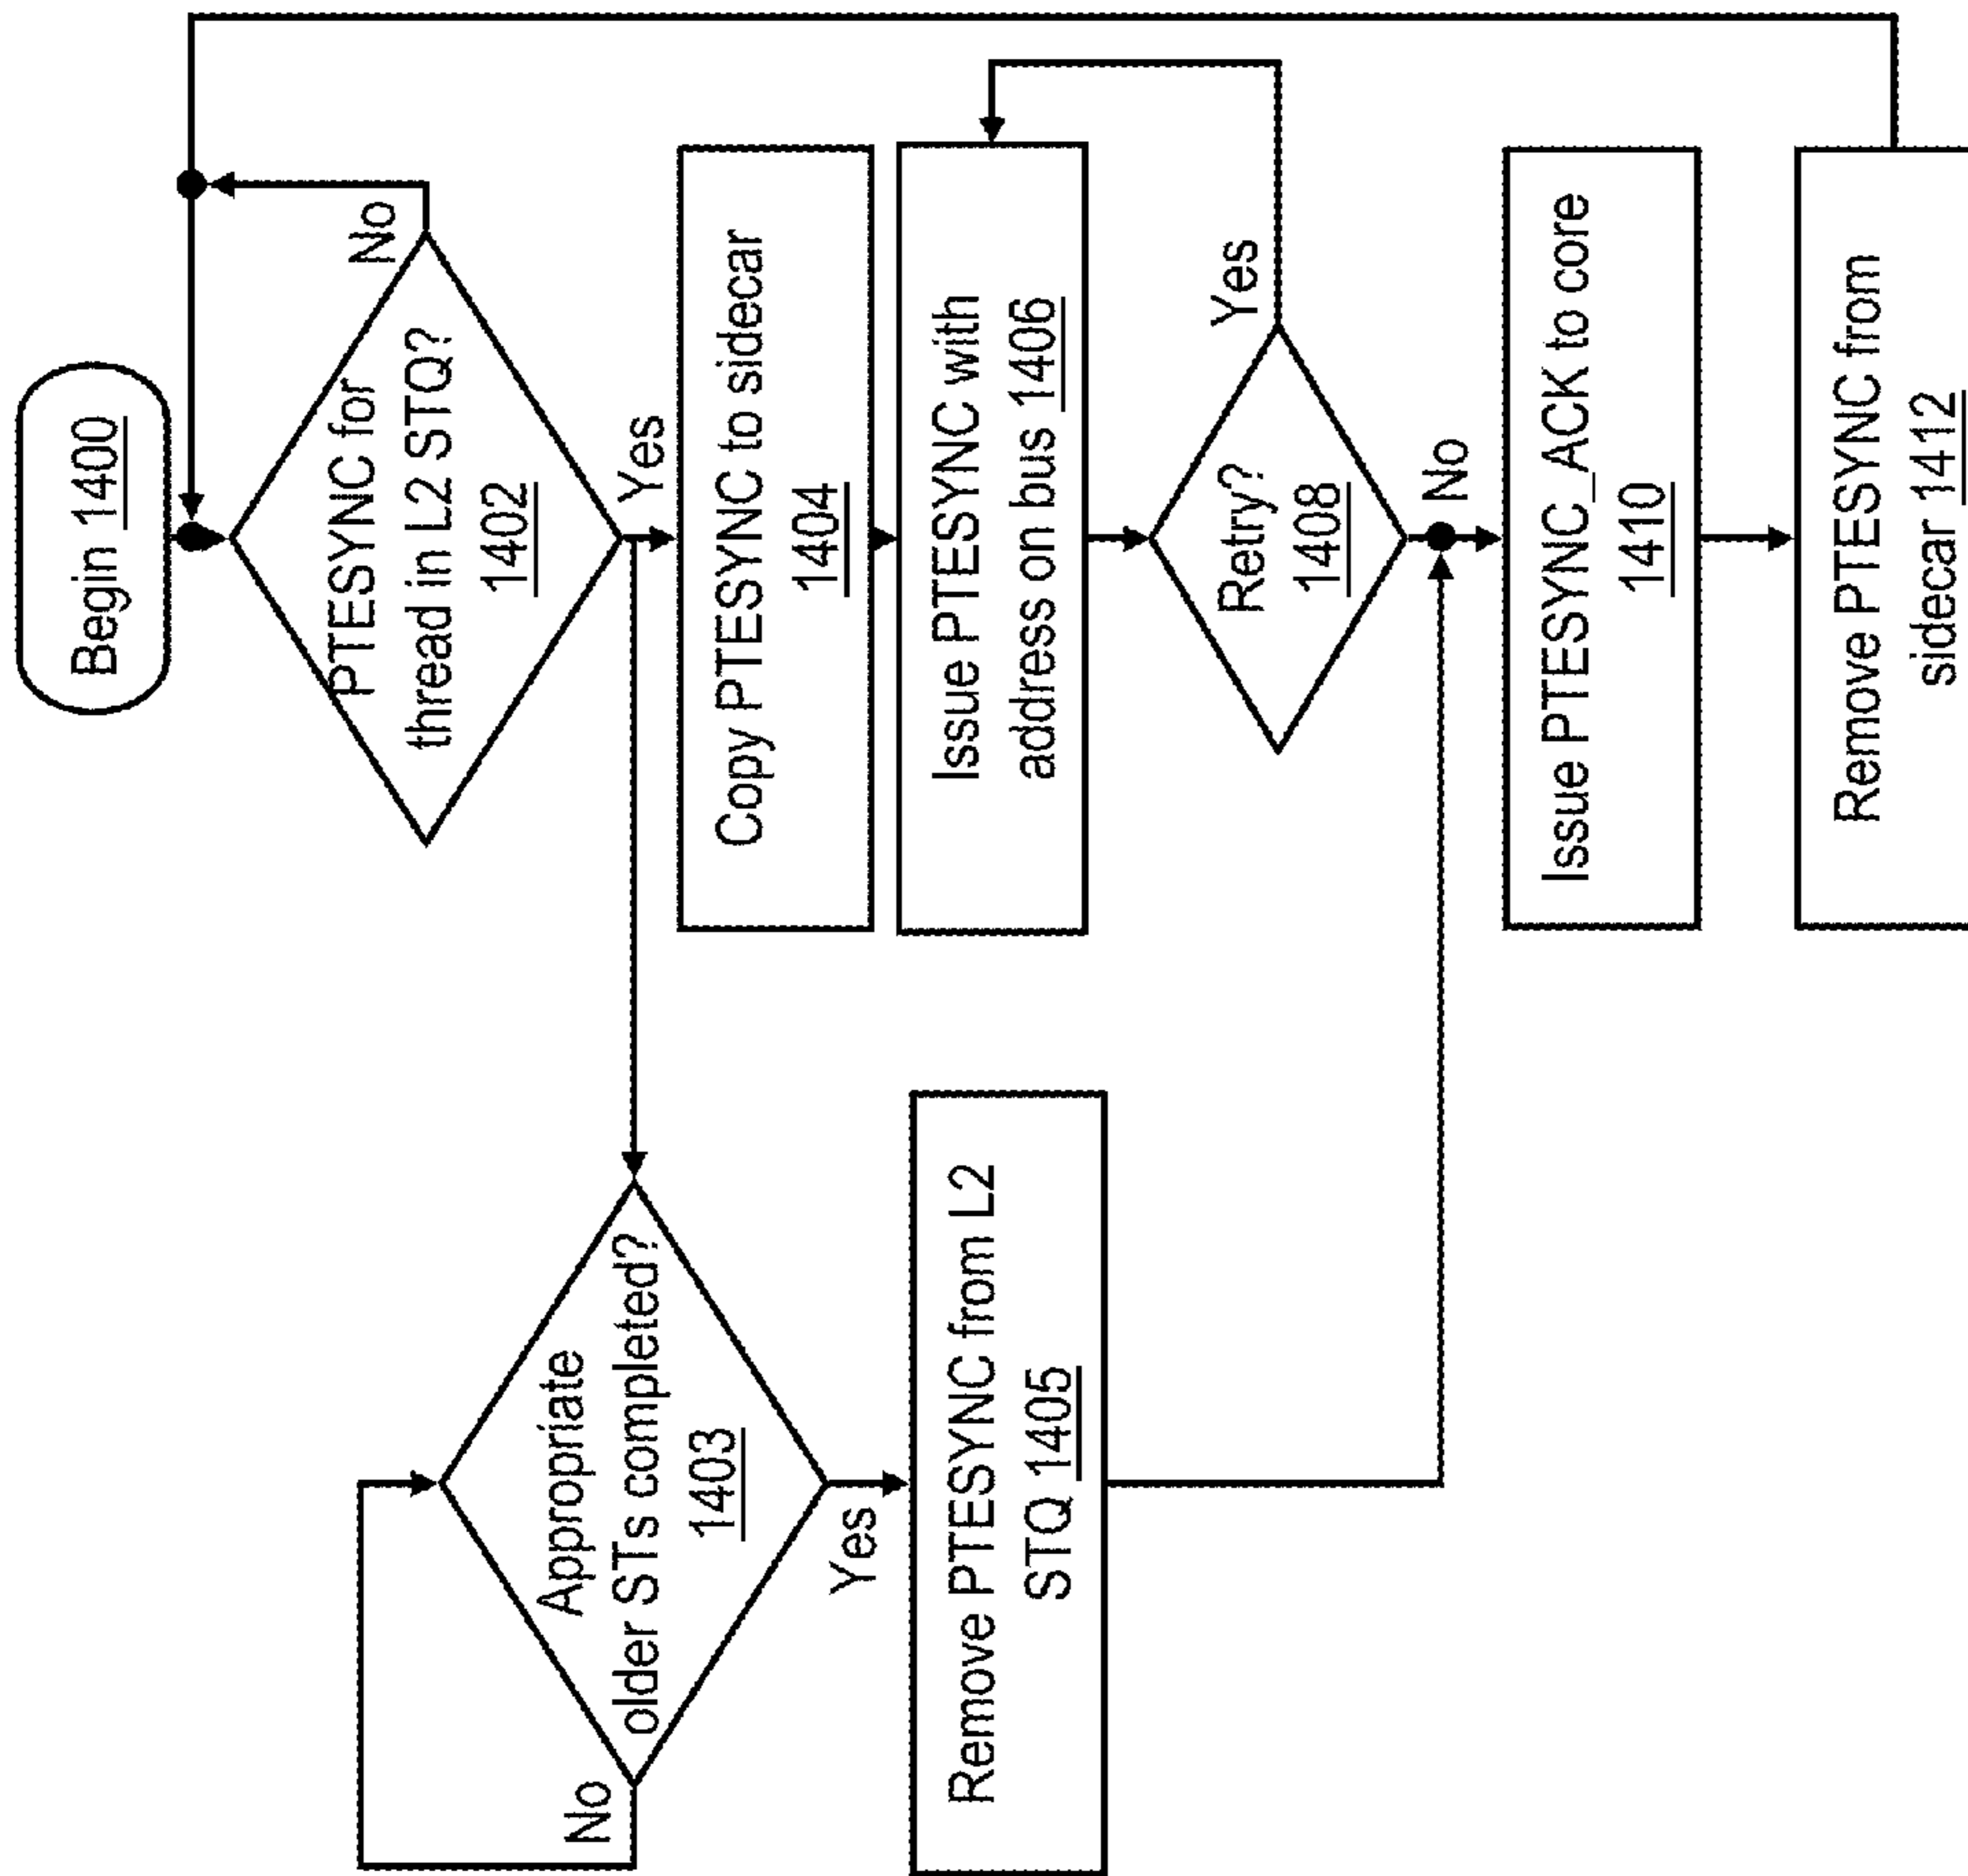 Begin 1400
PTESYNC for
thread in L2 STQ?
1402
No
Yes
Appropriate
older STs completed?
1403
No
Yes
Remove PTESYNC from L2
STQ 1405
Copy PTESYNC to sidecar
1404
Issue PTESYNC with
address on bus 1406
Retry?
1408
Yes
No
Issue PTESYNC_ACK to core
1410
Remove PTESYNC from
sidecar 1412